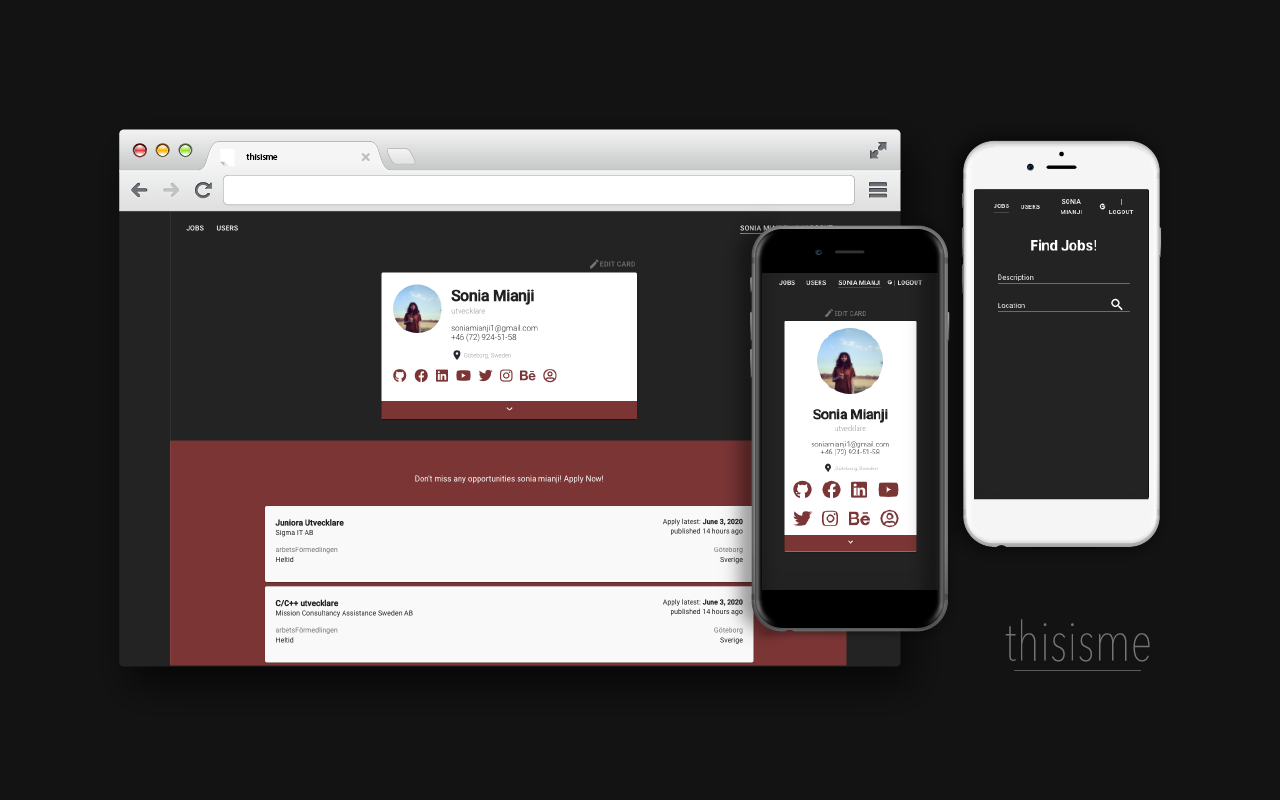 thisisme
JOBS USERS
SONIA
EDIT CARD
Sonia Mianji
utvecklare
soniamianji1@gmail.com
+46 (72) 924-51-58
Göteborg, Sweden
Bē
Don't miss any opportunities sonia mianji! Apply Now!
Juniora Utvecklare
Sigma IT AB
Apply latest: June 3, 2020
published 14 hours ago
arbetsFörmedlingen
Heltid
Göteborg
Sverige
C/C++ utvecklare
Mission Consultancy Assistance Sweden AB
Apply latest: June 3, 2020
published 14 hours ago
arbetsFörmedlingen
Heltid
Göteborg
Sverige
JOBS USERS SONIA MIANJI | LOGOUT
EDIT CARD
Sonia Mianji
utvecklare
soniamianji1@gmail.com
+46 (72) 924-51-58
Göteborg, Sweden
Bē
JOBS USERS SONIA MIANJI | LOGOUT
Find Jobs!
Description
Location
thisisme